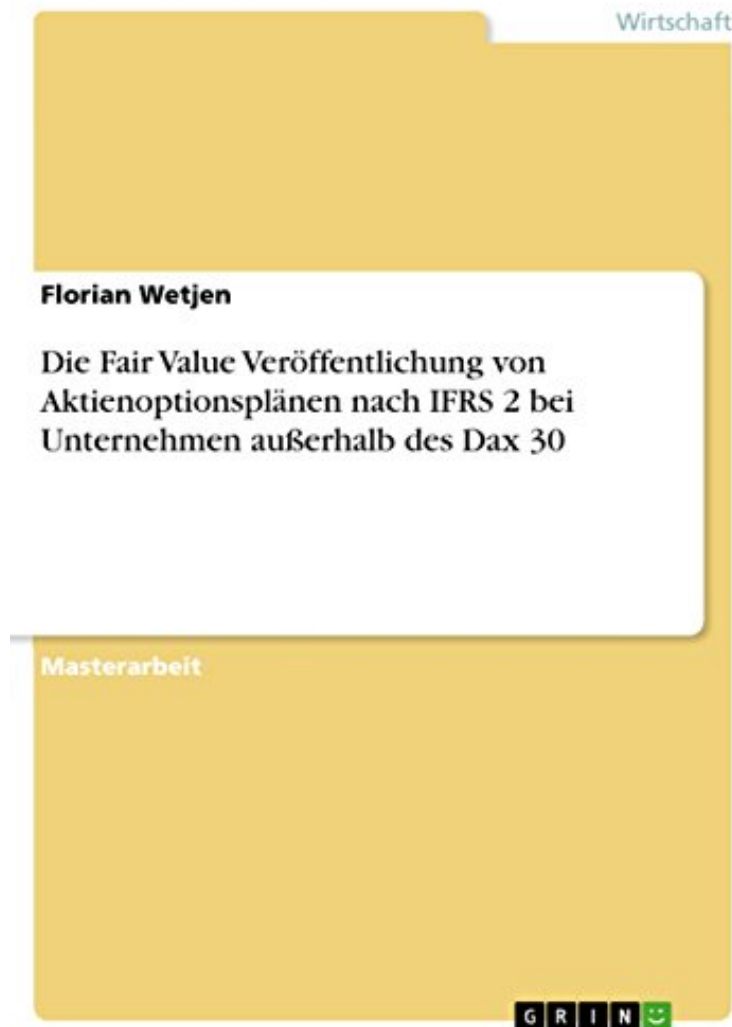 Wirtschaft
Florian Wetjen
Die Fair Value Veröffentlichung von
Aktienoptionsplänen nach IFRS 2 bei
Unternehmen außerhalb des Dax 30
Masterarbeit
GRIN